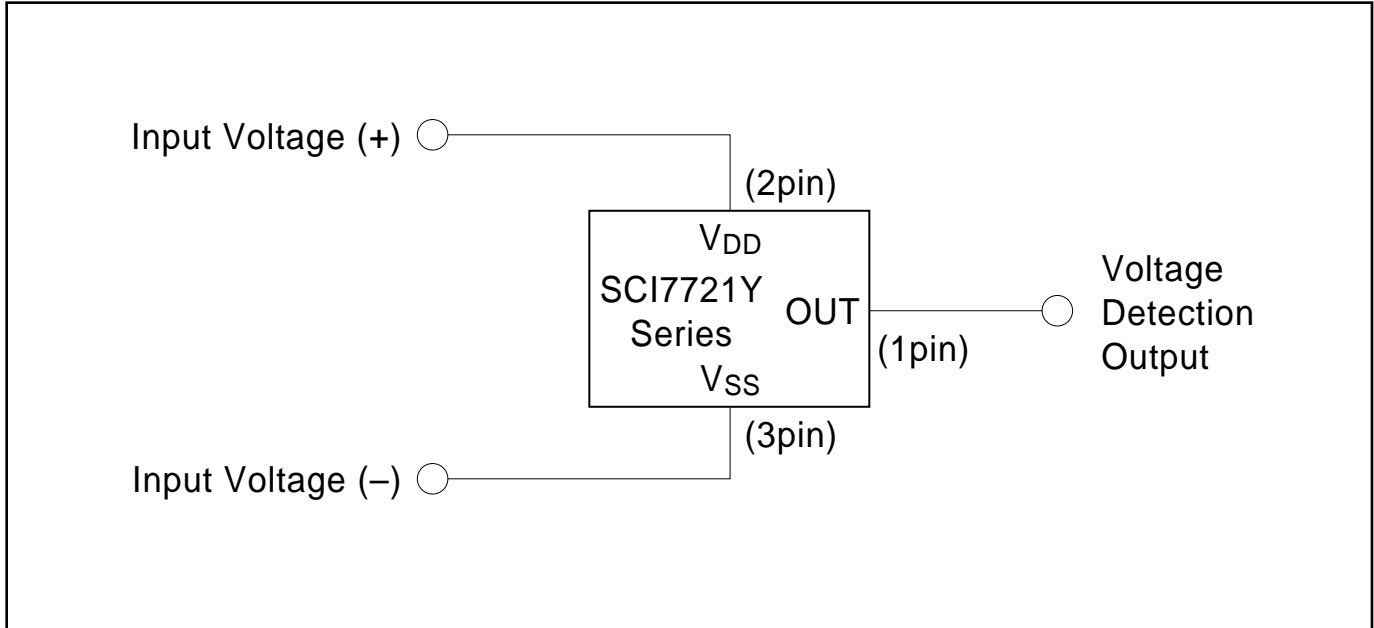 Input Voltage (+)
(2pin)
VDD
SCI7721Y
Series
OUT
VSS
(1pin)
(3pin)
Voltage
Detection
Output
Input Voltage (–)